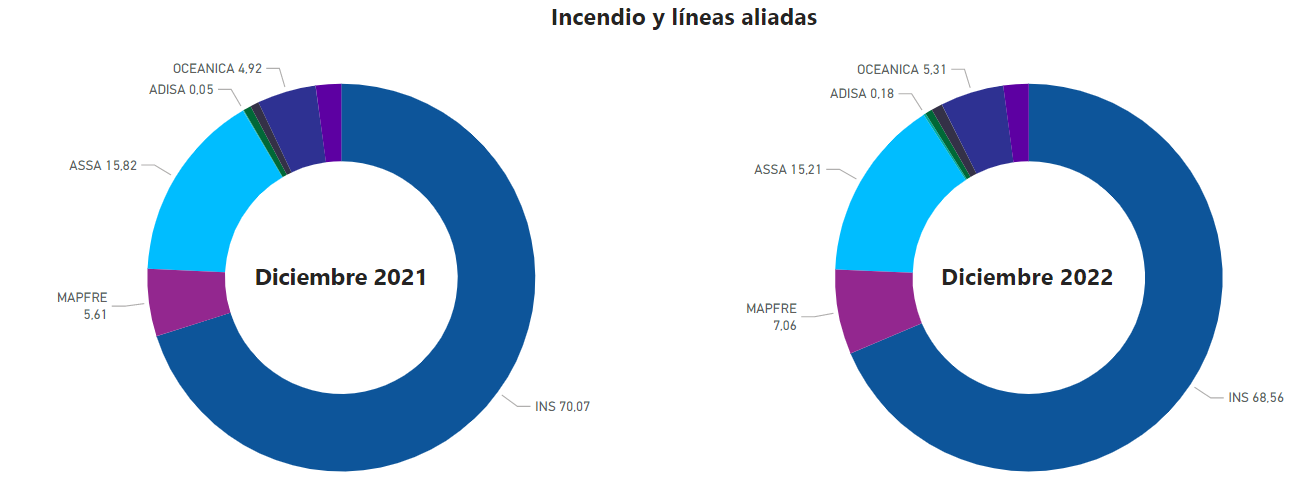 Incendio y líneas aliadas
OCEANICA 4,92
ADISA 0,05
ASSA 15,82
MAPFRE
5,61
INS 70,07
Diciembre 2021
OCEANICA 5,31
ADISA 0,18
ASSA 15,21
MAPFRE
7,06
INS 68,56
Diciembre 2022